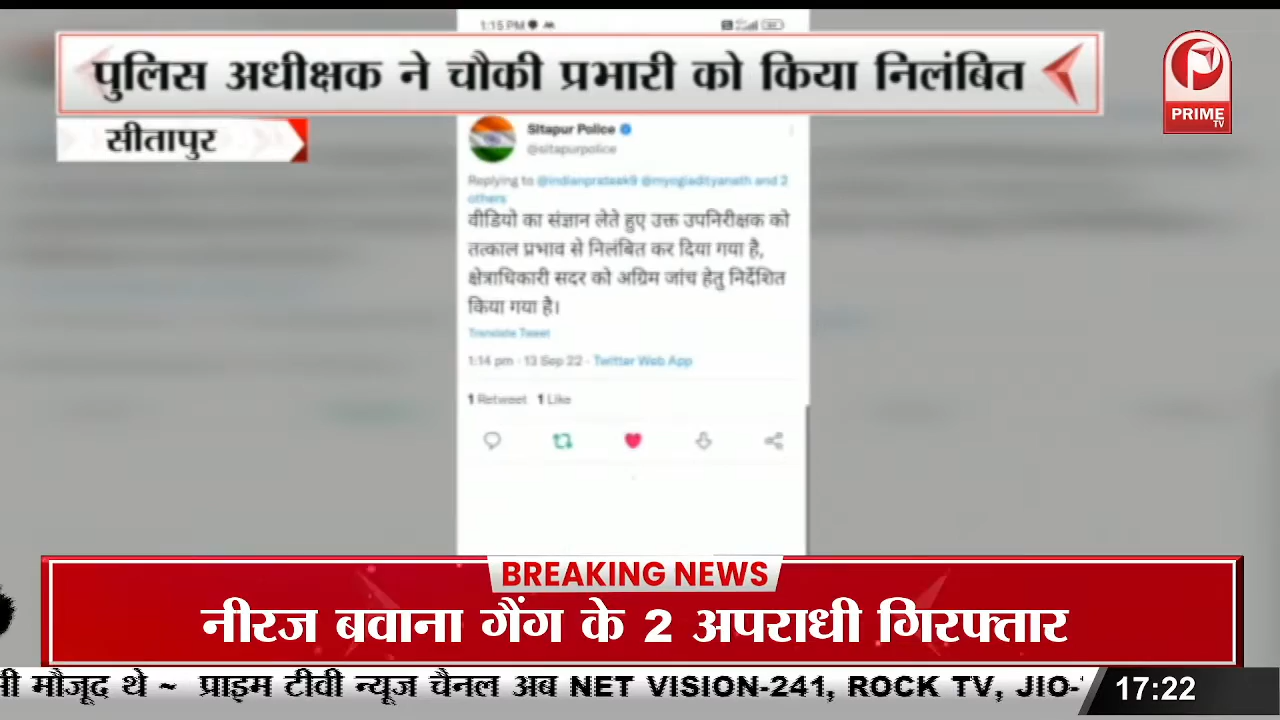 1:15 PM
पुलिस अधीक्षक ने चौकी प्रभारी को किया निलंबित
PRIME
TV
सीतापुर
Sitapur Police
@sitapurpolice
Replying to @indianprataak9 @myogiadityanath and 2
others
वीडियो का संज्ञान लेते हुए उक्त उपनिरीक्षक को
तत्काल प्रभाव से निलंबित कर दिया गया है,
क्षेत्राधिकारी सदर को अग्रिम जांच हेतु निर्देशित
किया गया है।
Translate Tweet
1:14 pm · 13 Sep 22 · Twitter Web App
1 Retweet 1 Like
BREAKING NEWS
नीरज बवाना गैंग के 2 अपराधी गिरफ्तार
मौजूद थे ~ प्राइम टीवी न्यूज चैनल अब NET VISION-241, ROCK TV, JIO-
17:22